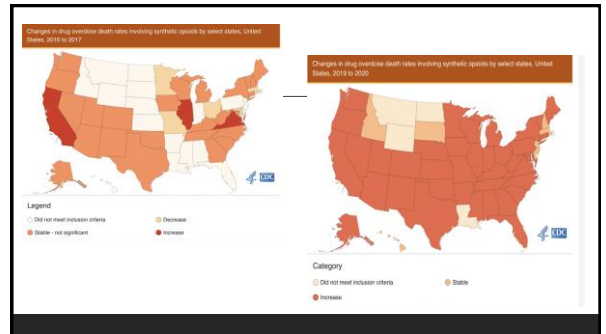 Changes in drug overdose death rates involving synthetic opioids by select states, United
States, 2016 to 2017
CDC
Legend
Did not meet inclusion criteria
Decrease
Stable - not significant
Increase
Changes in drug overdose death rates involving synthetic opioids by select states, United
States, 2019 to 2020
CDC
Category
Did not meet inclusion criteria
Stable
Increase